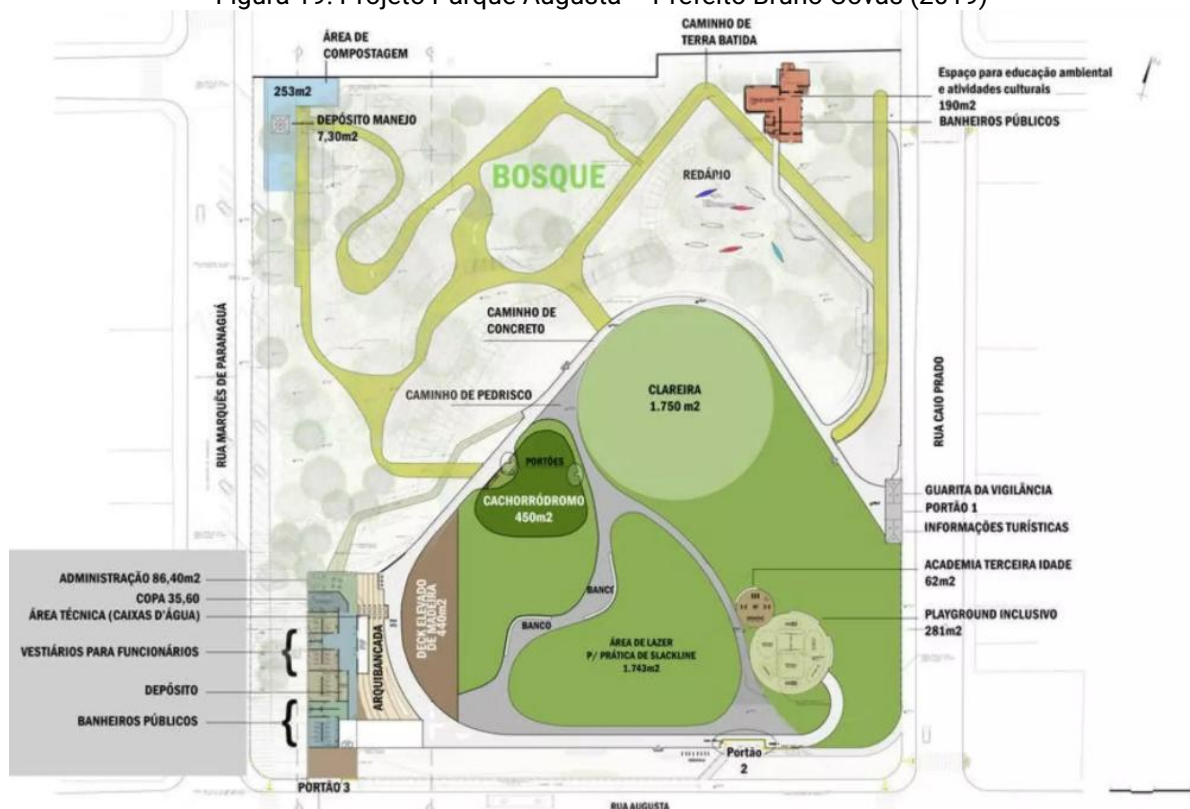 Figura 19: Projeto Parque Augusta – Prefeito Bruno Covas (2019)
ÁREA DE
COMPOSTAGEM
CAMINHO DE
TERRA BATIDA
253m2
DEPÓSITO MANEJO
7,30m2
Espaço para educação ambiental
e atividades culturais
190m2
BANHEIROS PÚBLICOS
BOSQUE
REDÁRIO
CAMINHO DE
CONCRETO
CAMINHO DE PEDRISCO
CLAREIRA
1.750 m2
RUA MARQUÊS DE PARANAGUÁ
RUA CAIO PRADO
PORTÕES
CACHORRÓDROMO
450m2
GUARITA DA VIGILÂNCIA
PORTÃO 1
INFORMAÇÕES TURÍSTICAS
ADMINISTRAÇÃO 86,40m2
COPA 35,60
ÁREA TÉCNICA (CAIXAS D'ÁGUA)
VESTIÁRIOS PARA FUNCIONÁRIOS
DEPÓSITO
BANHEIROS PÚBLICOS
ARQUIBANCADA
DECK ELEVADO
DE MADEIRA
440m2
BANCO
BANCO
ÁREA DE LAZER
P/ PRÁTICA DE SLACKLINE
1.743m2
ACADEMIA TERCEIRA IDADE
62m2
PLAYGROUND INCLUSIVO
281m2
Portão
2
PORTÃO 3
RUA AUGUSTA